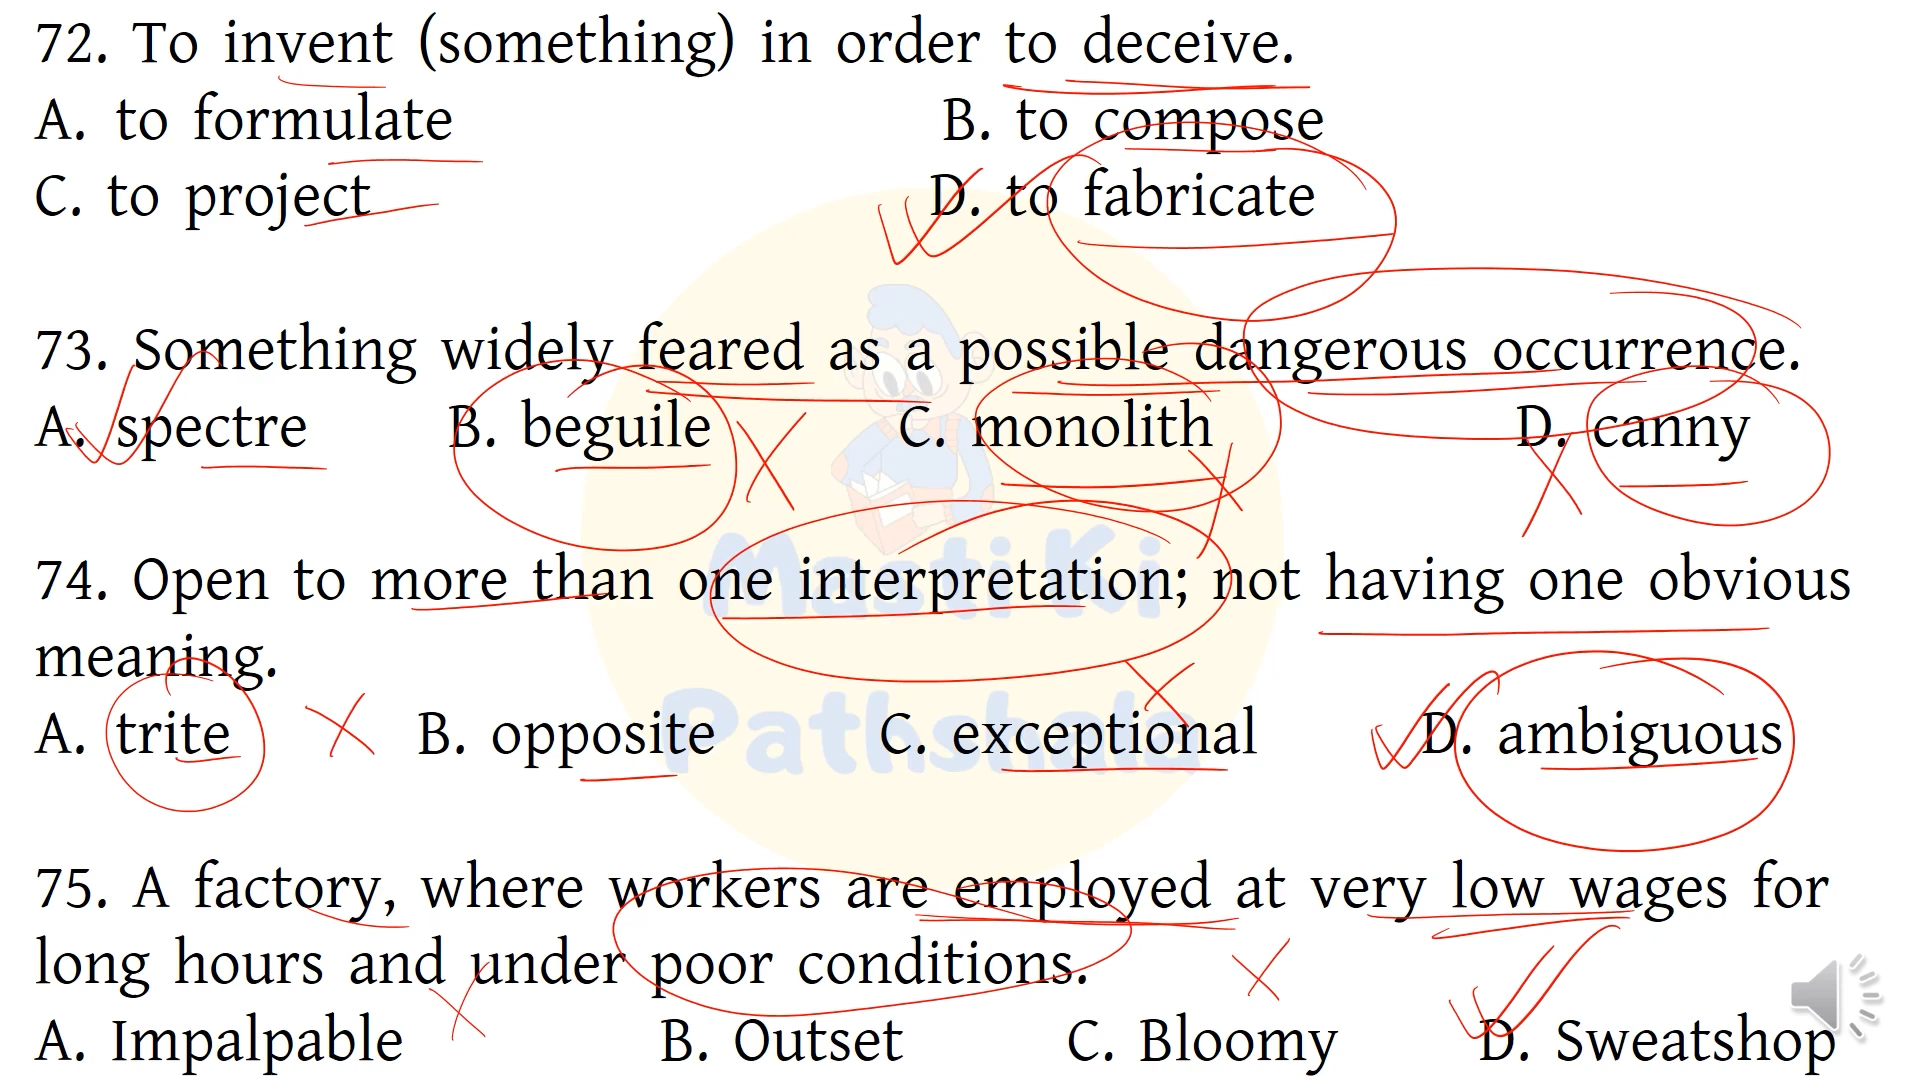 72. To invent (something) in order to deceive.
A. to formulate B. to compose
C. to project D. to fabricate
73. Something widely feared as a possible dangerous occurrence.
A. spectre B. beguile C. monolith D. canny
74. Open to more than one interpretation; not having one obvious
meaning.
A. trite B. opposite C. exceptional D. ambiguous
75. A factory, where workers are employed at very low wages for
long hours and under poor conditions.
A. Impalpable B. Outset C. Bloomy D. Sweatshop
Masti Ki
Pathshala